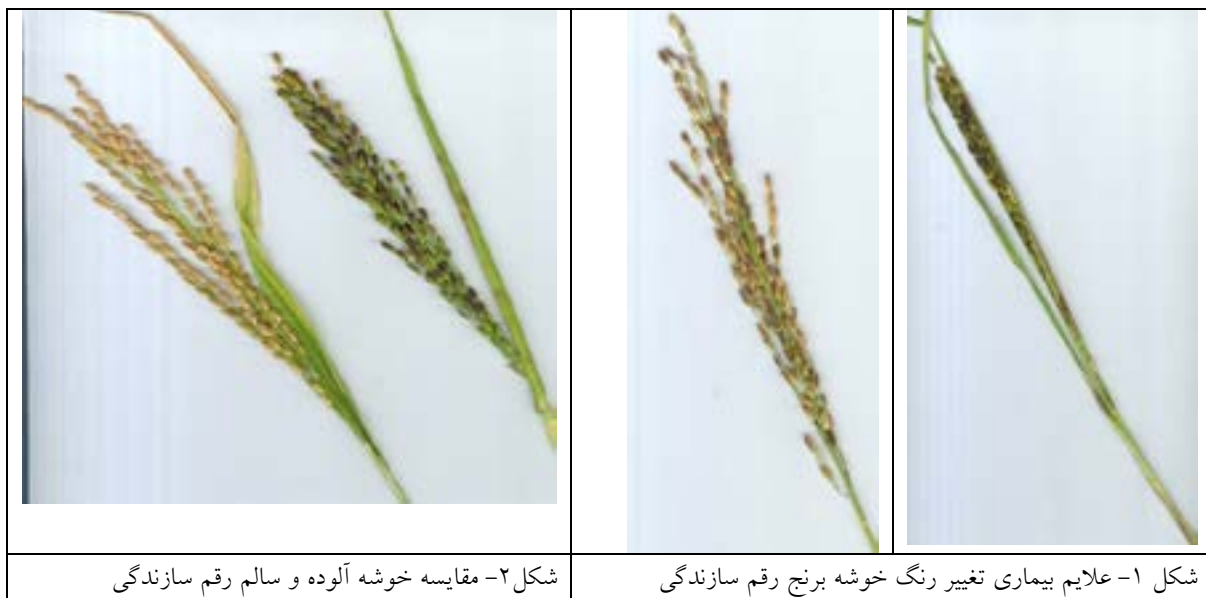 شکل ۱- علایم بیماری تغییر رنگ خوشه برنج رقم سازندگی
شکل۲- مقایسه خوشه آلوده و سالم رقم سازندگی